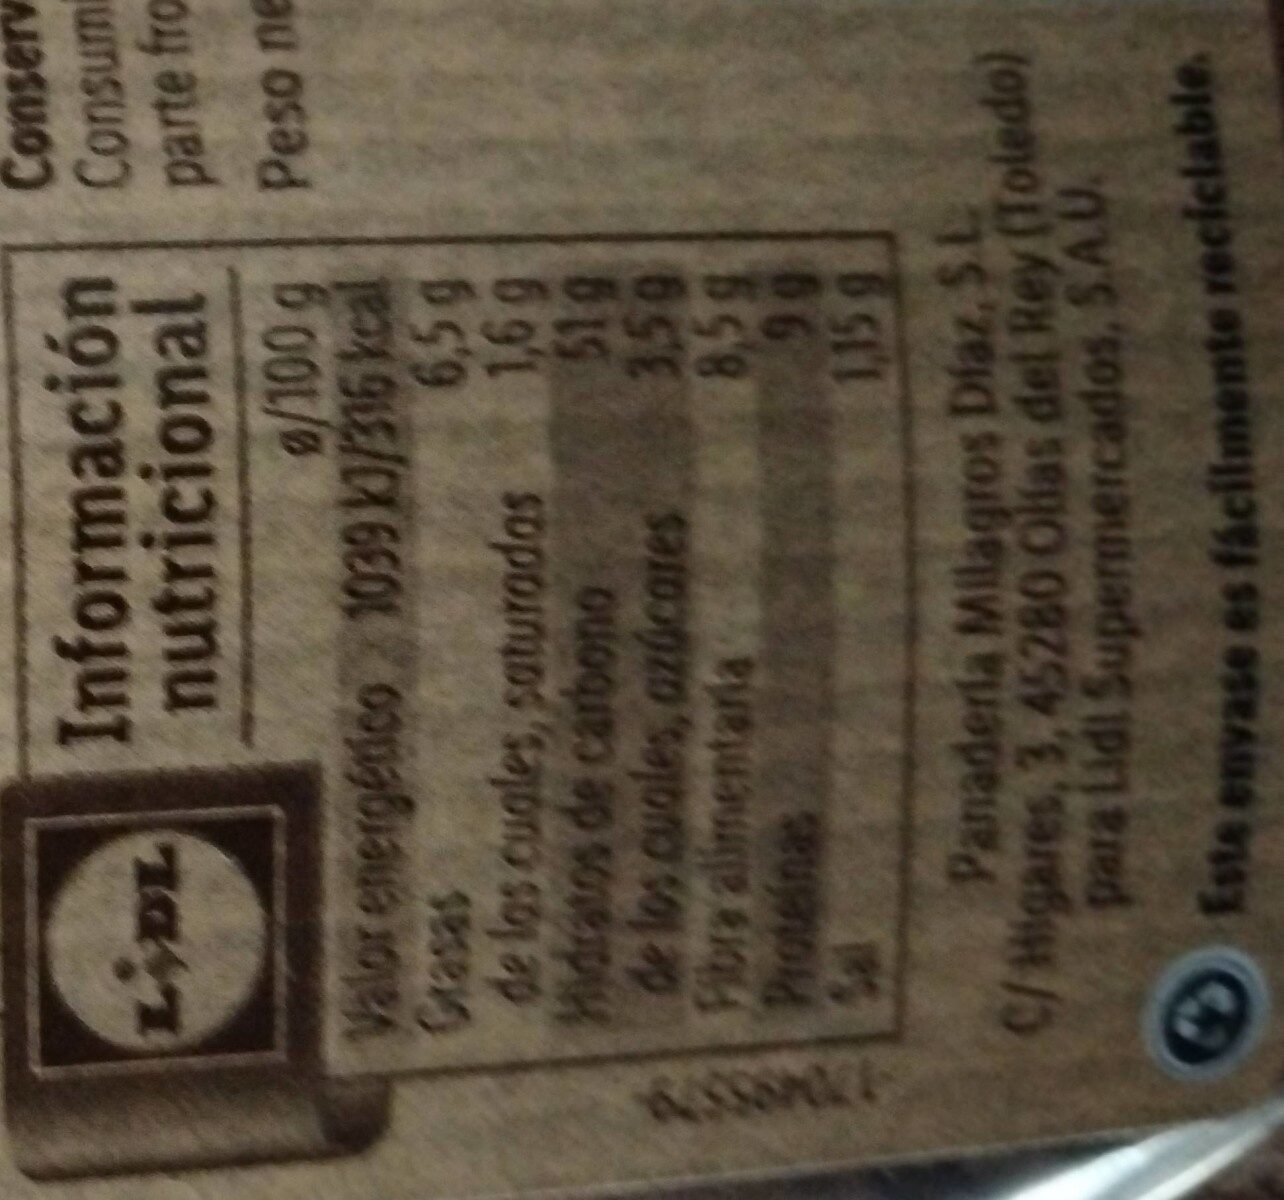 LiDL
Información
nutricional
ø/100 g
Valor energético 1039 kJ/316 kcal
Grasas 6,5 g
de las cuales, saturadas 1,6 g
Hidratos de carbono 51 g
de los cuales, azúcares 3,5 g
Fibra alimentaria 8,5 g
Proteínas 9 g
Sal 1,15 g
Panadería Milagros Díaz, S.L.
C/ Higares, 3, 45280 Olías del Rey (Toledo)
para Lidl Supermercados, S.A.U.
Este envase es fácilmente reciclable.
Conserv
Consumi
parte fro
Peso ne